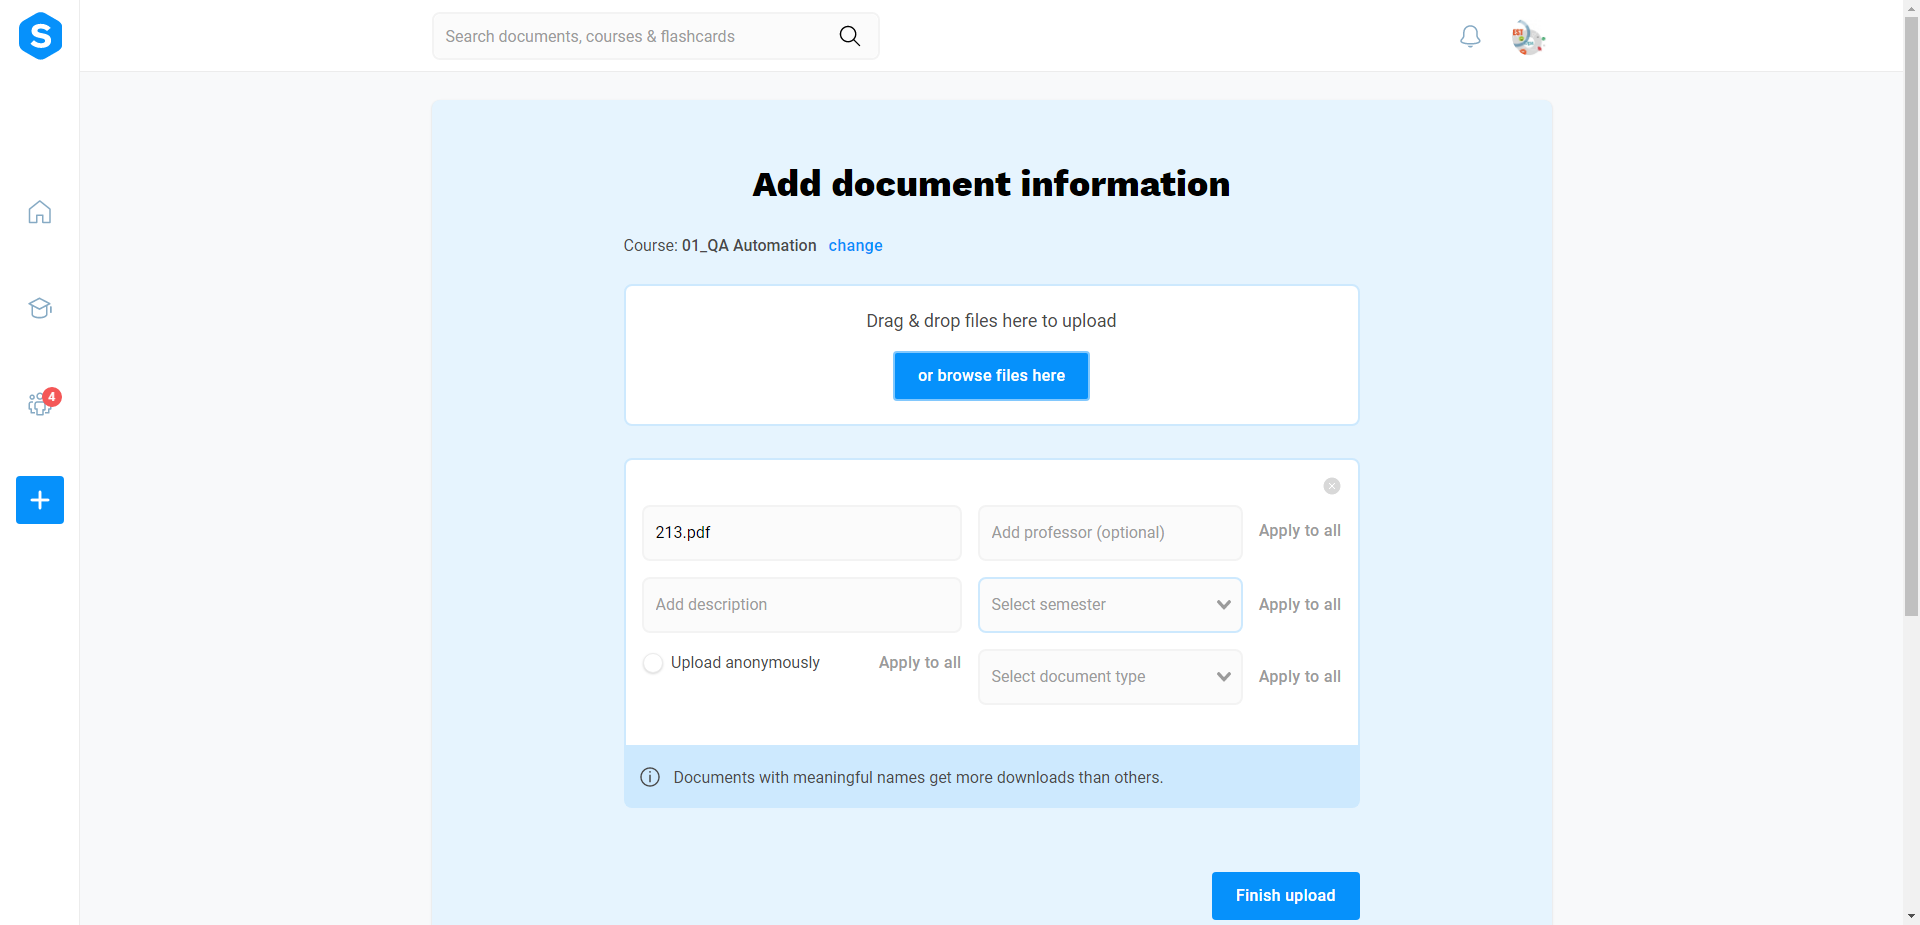 S
Search documents, courses & flashcards
Add document information
Course: 01_QA Automation change
Drag & drop files here to upload
or browse files here
4
213.pdf
Add professor (optional)
Apply to all
Add description
Select semester
Apply to all
Upload anonymously
Apply to all
Select document type
Apply to all
Documents with meaningful names get more downloads than others.
Finish upload